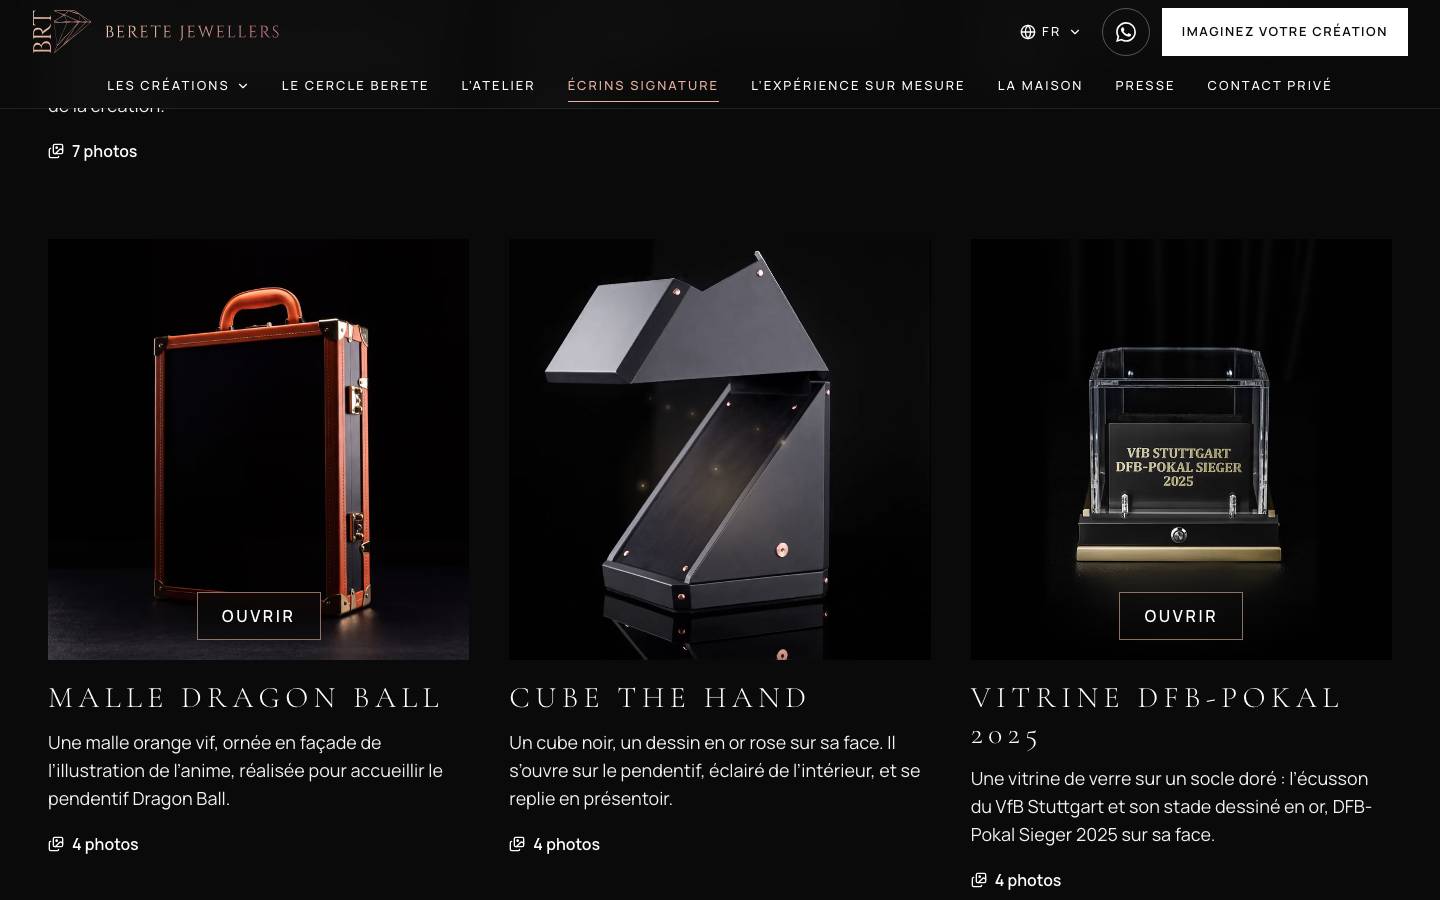 BRT BERETE JEWELLERS
FR
IMAGINEZ VOTRE CRÉATION
LES CRÉATIONS
LE CERCLE BERETE
L'ATELIER
ÉCRINS SIGNATURE
L'EXPÉRIENCE SUR MESURE
LA MAISON
PRESSE
CONTACT PRIVÉ
de la création.
7 photos
OUVRIR
MALLE DRAGON BALL
Une malle orange vif, ornée en façade de
l'illustration de l'anime, réalisée pour accueillir le
pendentif Dragon Ball.
4 photos
CUBE THE HAND
Un cube noir, un dessin en or rose sur sa face. Il
s'ouvre sur le pendentif, éclairé de l'intérieur, et se
replie en présentoir.
4 photos
VfB STUTTGART
DFB-POKAL SIEGER
2025
OUVRIR
VITRINE DFB-POKAL
2025
Une vitrine de verre sur un socle doré : l'écusson
du VfB Stuttgart et son stade dessiné en or, DFB-
Pokal Sieger 2025 sur sa face.
4 photos